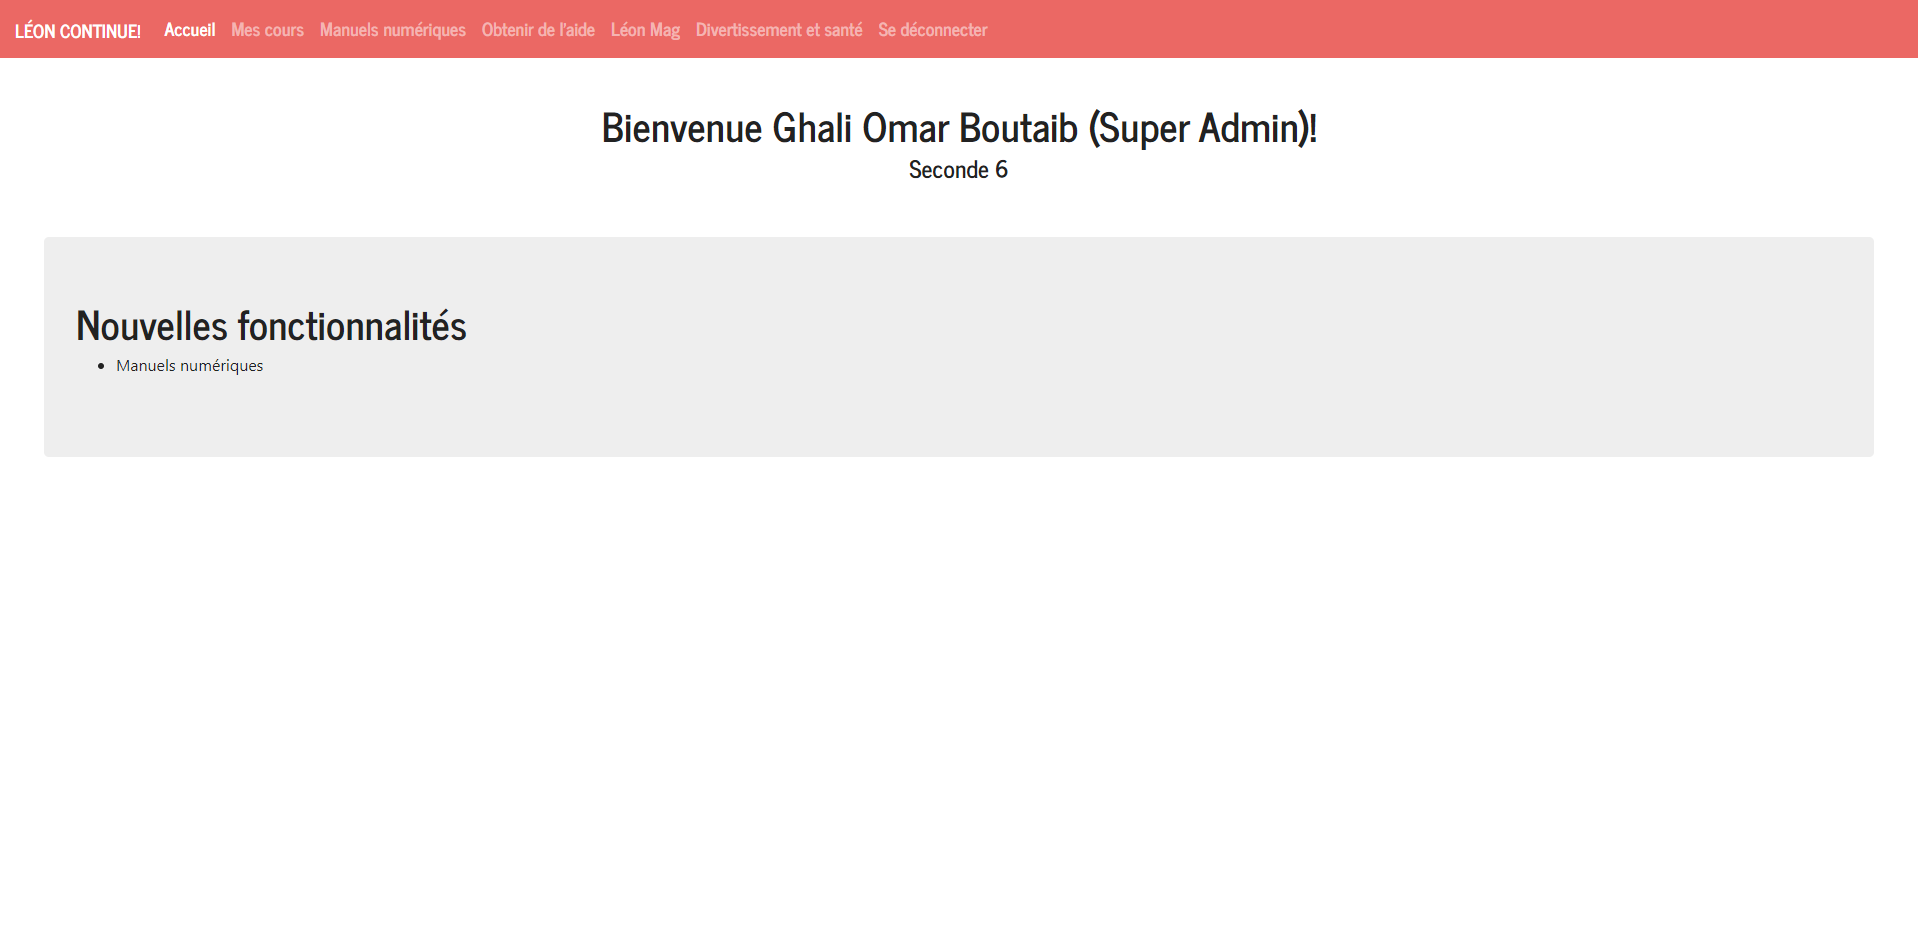 LÉON CONTINUE! Accueil Mes cours Manuels numériques Obtenir de l'aide Léon Mag Divertissement et santé Se déconnecter
Bienvenue Ghali Omar Boutaib (Super Admin)!
Seconde 6
Nouvelles fonctionnalités
• Manuels numériques